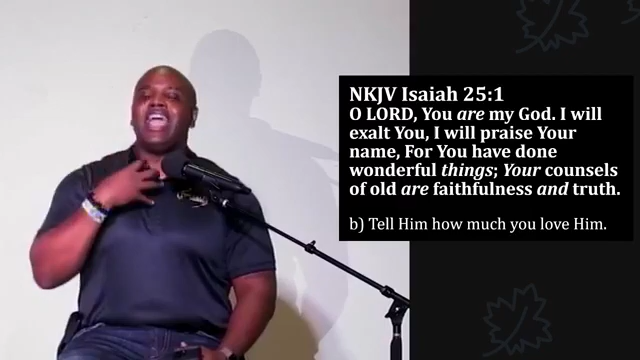 NKJV Isaiah 25:1
O LORD, You are my God. I will
exalt You, I will praise Your
name, For You have done
wonderful things; Your counsels
of old are faithfulness and truth.
b) Tell Him how much you love Him.